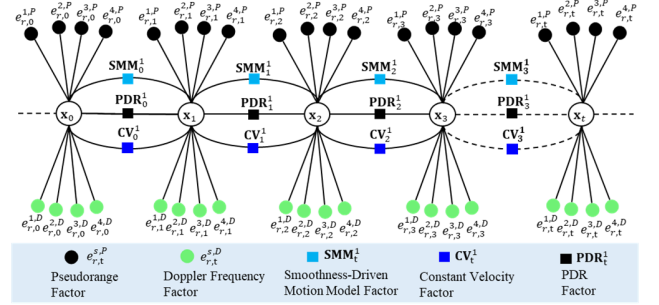 e_{r,0}^{1,P} e_{r,0}^{2,P} e_{r,0}^{3,P} e_{r,0}^{4,P} e_{r,1}^{1,P} e_{r,1}^{2,P} e_{r,1}^{3,P} e_{r,1}^{4,P} e_{r,2}^{1,P} e_{r,2}^{2,P} e_{r,2}^{3,P} e_{r,2}^{4,P} e_{r,3}^{1,P} e_{r,3}^{2,P} e_{r,3}^{3,P} e_{r,3}^{4,P} e_{r,t}^{1,P} e_{r,t}^{2,P} e_{r,t}^{3,P} e_{r,t}^{4,P}
SMM_0^1 SMM_1^1 SMM_2^1 SMM_3^1
x_0 PDR_0^1 x_1 PDR_1^1 x_2 PDR_2^1 x_3 PDR_3^1 x_t
CV_0^1 CV_1^1 CV_2^1 CV_3^1
e_{r,0}^{1,D} e_{r,0}^{2,D} e_{r,0}^{3,D} e_{r,0}^{4,D} e_{r,1}^{1,D} e_{r,1}^{2,D} e_{r,1}^{3,D} e_{r,1}^{4,D} e_{r,2}^{1,D} e_{r,2}^{2,D} e_{r,2}^{3,D} e_{r,2}^{4,D} e_{r,3}^{1,D} e_{r,3}^{2,D} e_{r,3}^{3,D} e_{r,3}^{4,D} e_{r,t}^{1,D} e_{r,t}^{2,D} e_{r,t}^{3,D} e_{r,t}^{4,D}
e_{r,t}^{s,P}
Pseudorange
Factor
e_{r,t}^{s,D}
Doppler Frequency
Factor
SMM_t^1
Smoothness-Driven
Motion Model Factor
CV_t^1
Constant Velocity
Factor
PDR_t^1
PDR
Factor